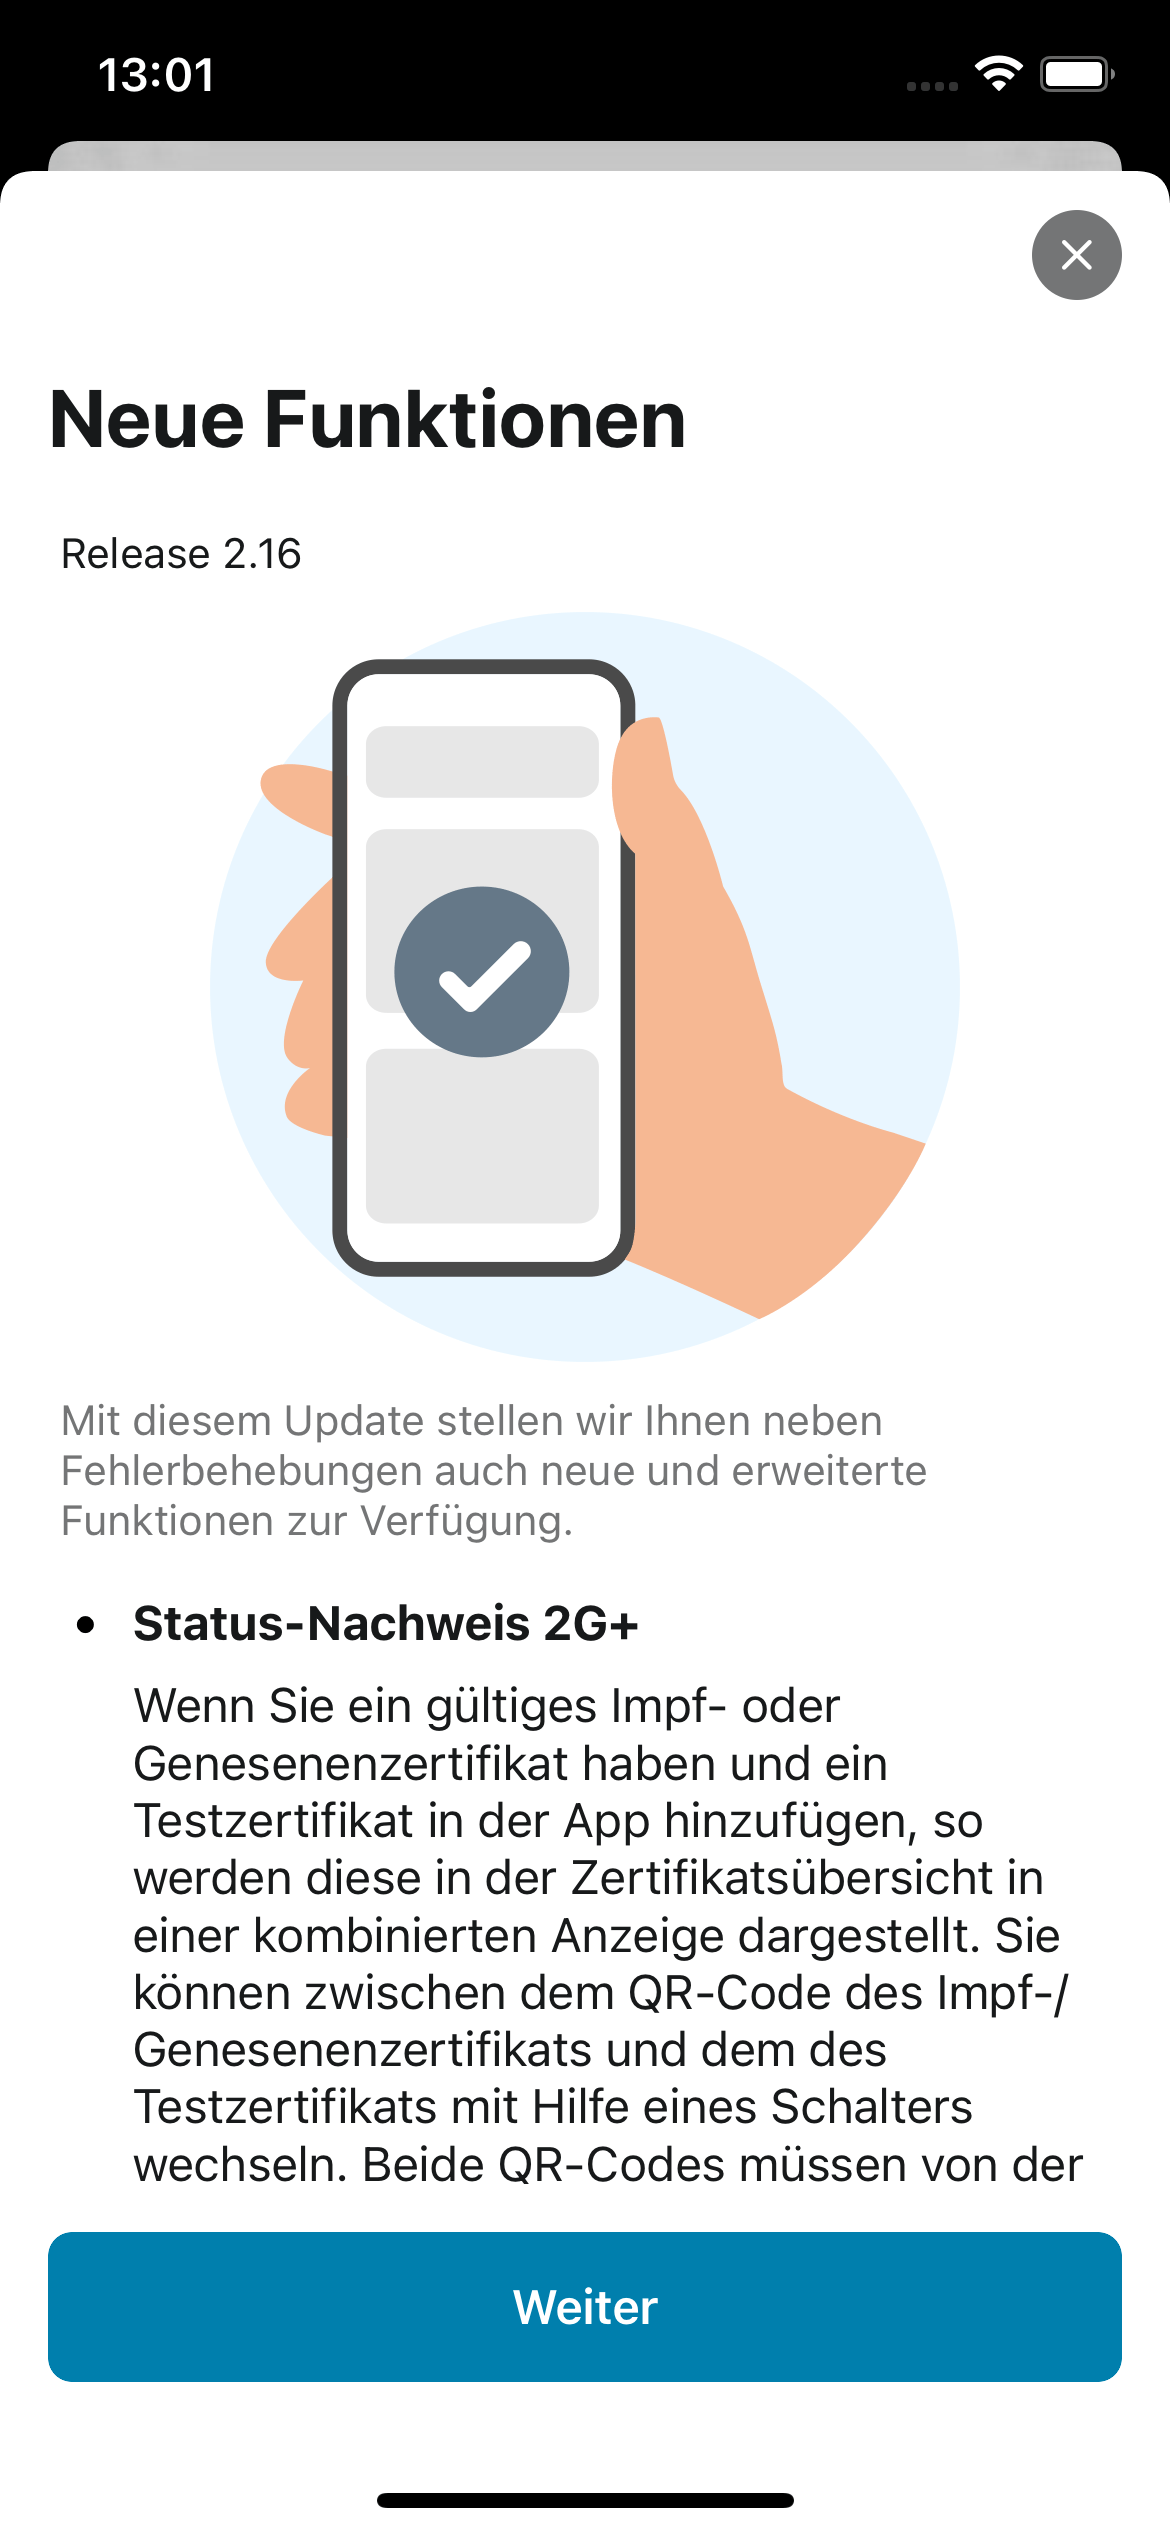 13:01
Neue Funktionen
Release 2.16
Mit diesem Update stellen wir Ihnen neben
Fehlerbehebungen auch neue und erweiterte
Funktionen zur Verfügung.
• Status-Nachweis 2G+
Wenn Sie ein gültiges Impf- oder
Genesenenzertifikat haben und ein
Testzertifikat in der App hinzufügen, so
werden diese in der Zertifikatsübersicht in
einer kombinierten Anzeige dargestellt. Sie
können zwischen dem QR-Code des Impf-/
Genesenenzertifikats und dem des
Testzertifikats mit Hilfe eines Schalters
wechseln. Beide QR-Codes müssen von der
Weiter